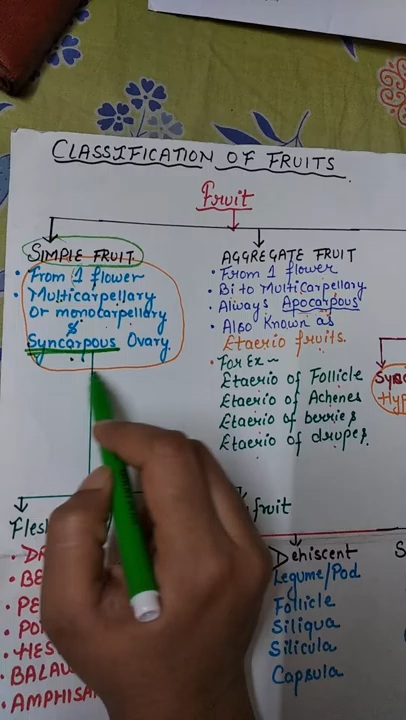 CLASSIFICATION OF FRUITS
Fruit
SIMPLE FRUIT
• From 1 flower
• Multicarpellary
Or monocarpellary
&
Syncarpous Ovary.
AGGREGATE FRUIT
• From 1 flower
• Bi to Multicarpellary
• Always Apocarpous
• Also Known as
Etaerio fruits.
• For Ex ~
Etaerio of Follicle
Etaerio of Achenes
Etaerio of berries
Etaerio of drupes.
fruit
Dehiscent
Legume/Pod
Follicle
Siliqua
Silicula
Capsula